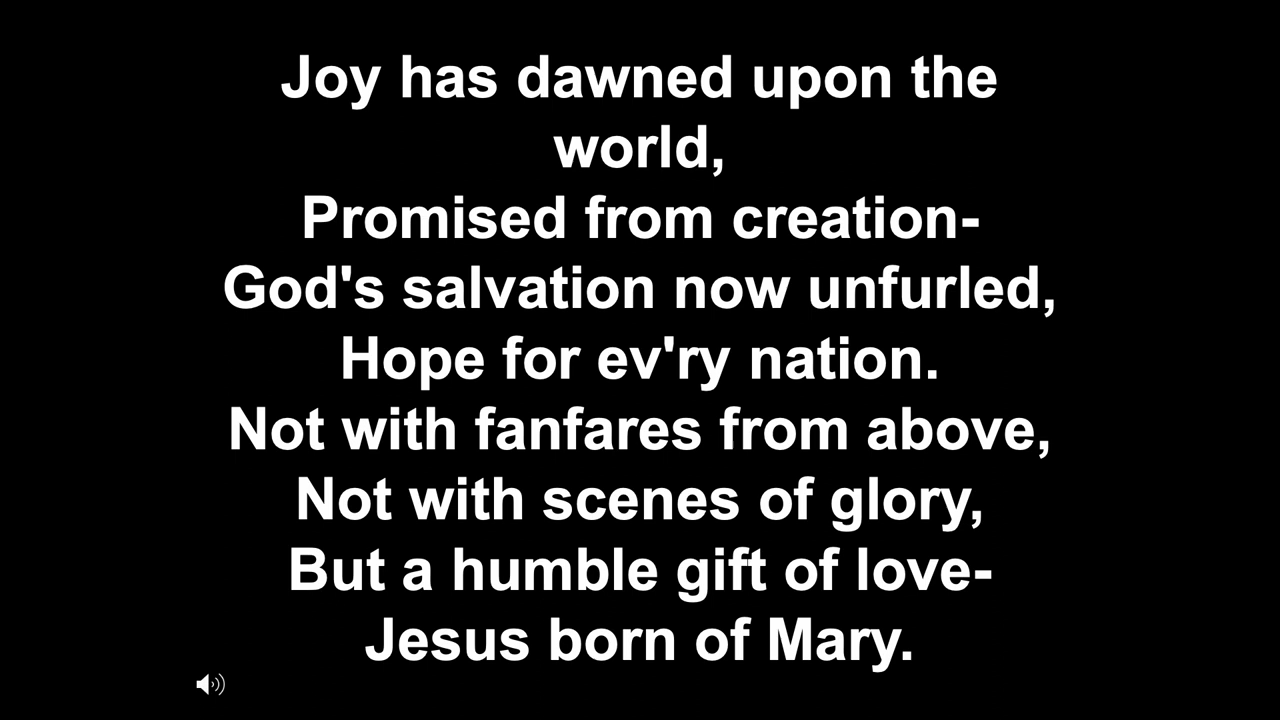 Joy has dawned upon the
world,
Promised from creation-
God's salvation now unfurled,
Hope for ev'ry nation.
Not with fanfares from above,
Not with scenes of glory,
But a humble gift of love-
Jesus born of Mary.